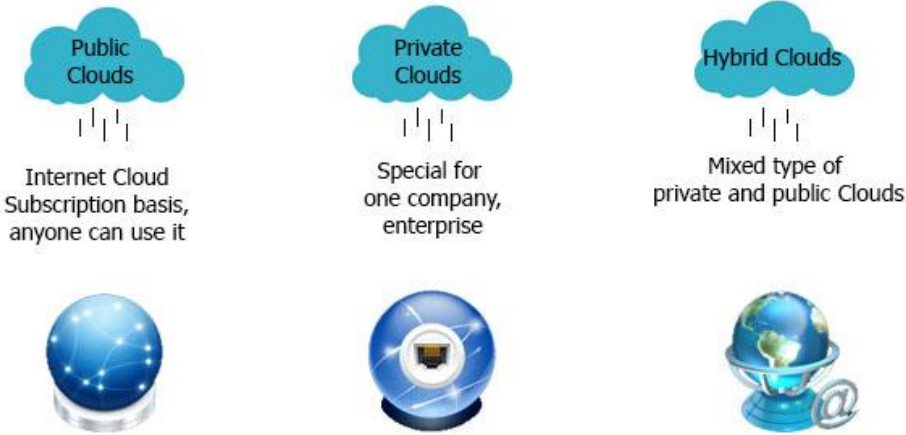 Public
Clouds
Internet Cloud
Subscription basis,
anyone can use it
Private
Clouds
Special for
one company,
enterprise
Hybrid Clouds
Mixed type of
private and public Clouds
@